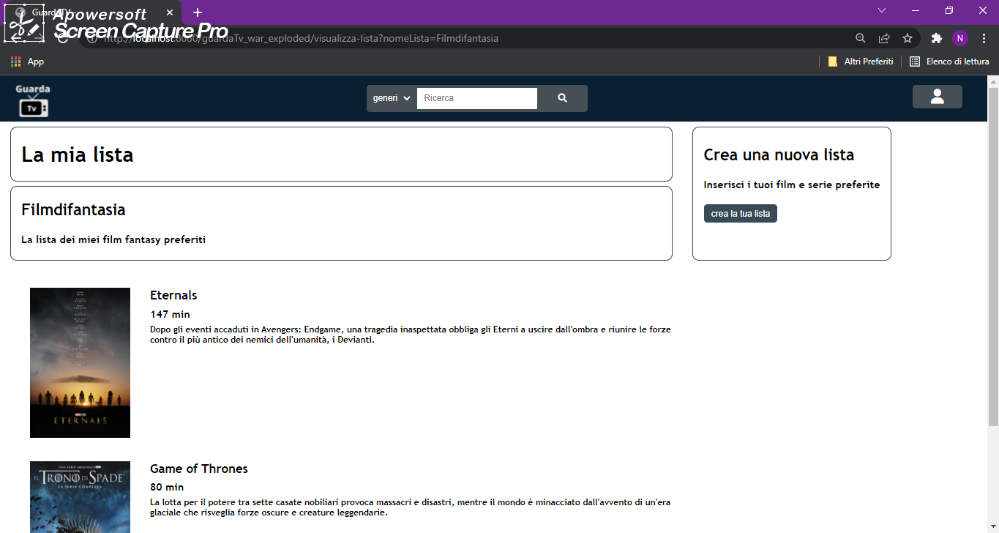 GuardaTV
Apowersoft
Screen Capture Pro
http://localhost:8080/guardaTv_war_exploded/visualizza-lista?nomeLista=Filmdifantasia
N
App
Altri Preferiti
Elenco di lettura
Guarda
Tv
generi
Ricerca
La mia lista
Filmdifantasia
La lista dei miei film fantasy preferiti
Crea una nuova lista
Inserisci i tuoi film e serie preferite
crea la tua lista
Eternals
147 min
Dopo gli eventi accaduti in Avengers: Endgame, una tragedia inaspettata obbliga gli Eterni a uscire dall'ombra e riunire le forze
contro il più antico dei nemici dell'umanità, i Devianti.
ETERNALS
Game of Thrones
80 min
La lotta per il potere tra sette casate nobiliari provoca massacri e disastri, mentre il mondo è minacciato dall'avvento di un'era
glaciale che risveglia forze oscure e creature leggendarie.
UNA SERIE ORIGINALE HBO
IL TRONO DI SPADE
LA SERIE COMPLETA